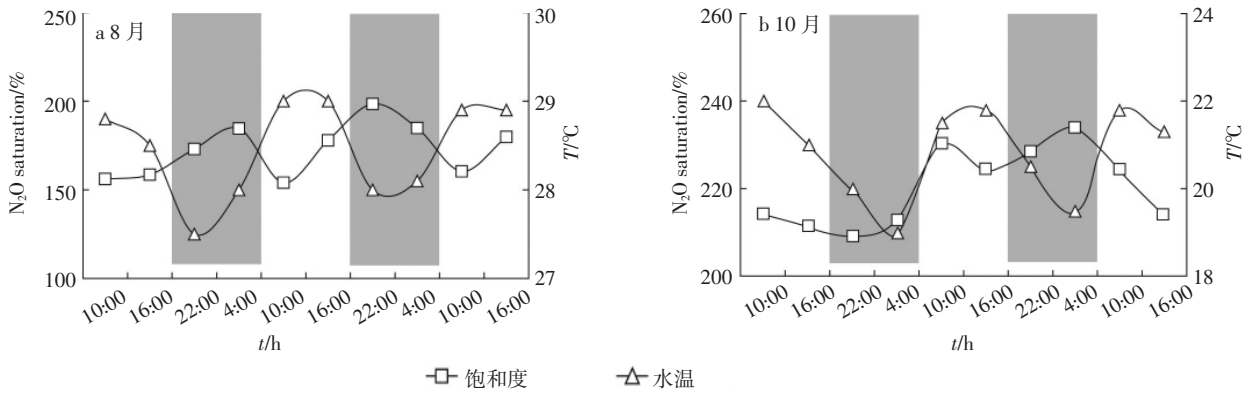 a 8 月
N₂O saturation/%
250
200
150
100
30
29
28
27
T/℃
10:00 16:00 22:00 4:00 10:00 16:00 22:00 4:00 10:00 16:00
t/h
b 10 月
N₂O saturation/%
260
240
220
200
24
22
20
18
T/℃
10:00 16:00 22:00 4:00 10:00 16:00 22:00 4:00 10:00 16:00
t/h
饱和度 水温